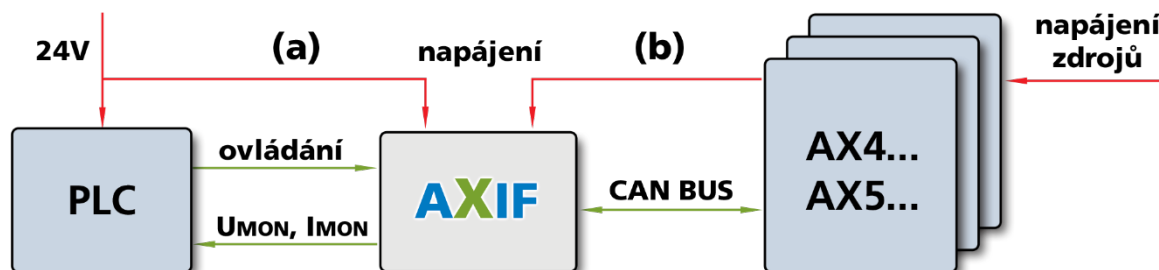 24V
(a)
napájení
(b)
napájení
zdrojů
ovládání
PLC
UMON, IMON
AXIF
CAN BUS
AX4...
AX5...